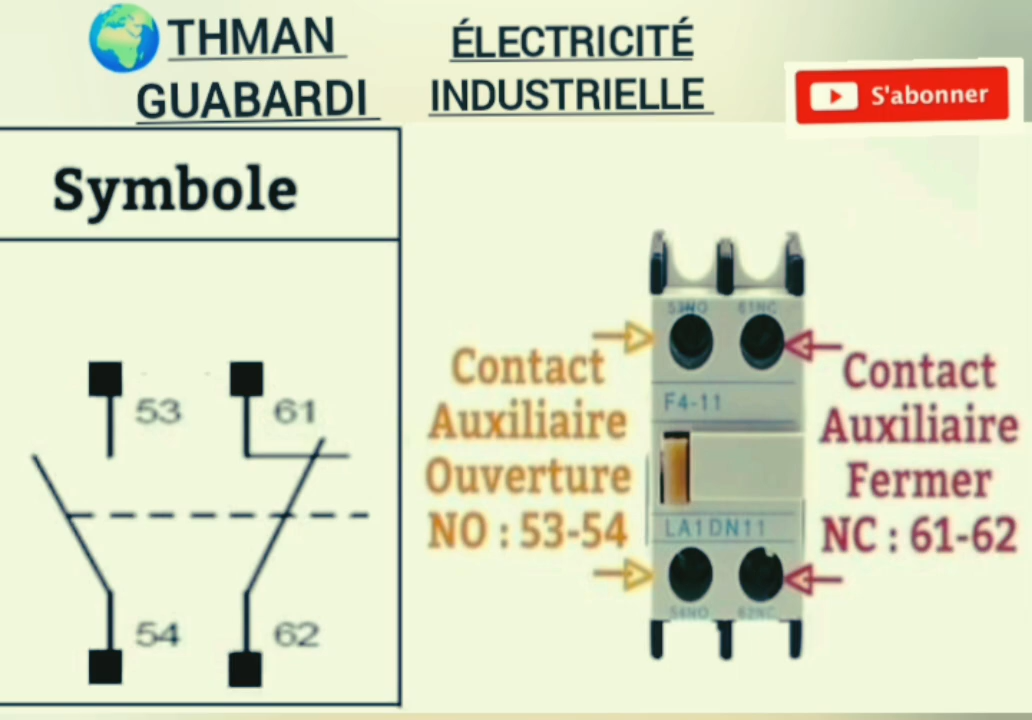 THMAN
GUABARDI
ÉLECTRICITÉ
INDUSTRIELLE
S'abonner
Symbole
53
61
54
62
Contact
Auxiliaire
Ouverture
NO : 53-54
53NO 61NC
F4-11
LA1DN11
54NO 62NC
Contact
Auxiliaire
Fermer
NC : 61-62